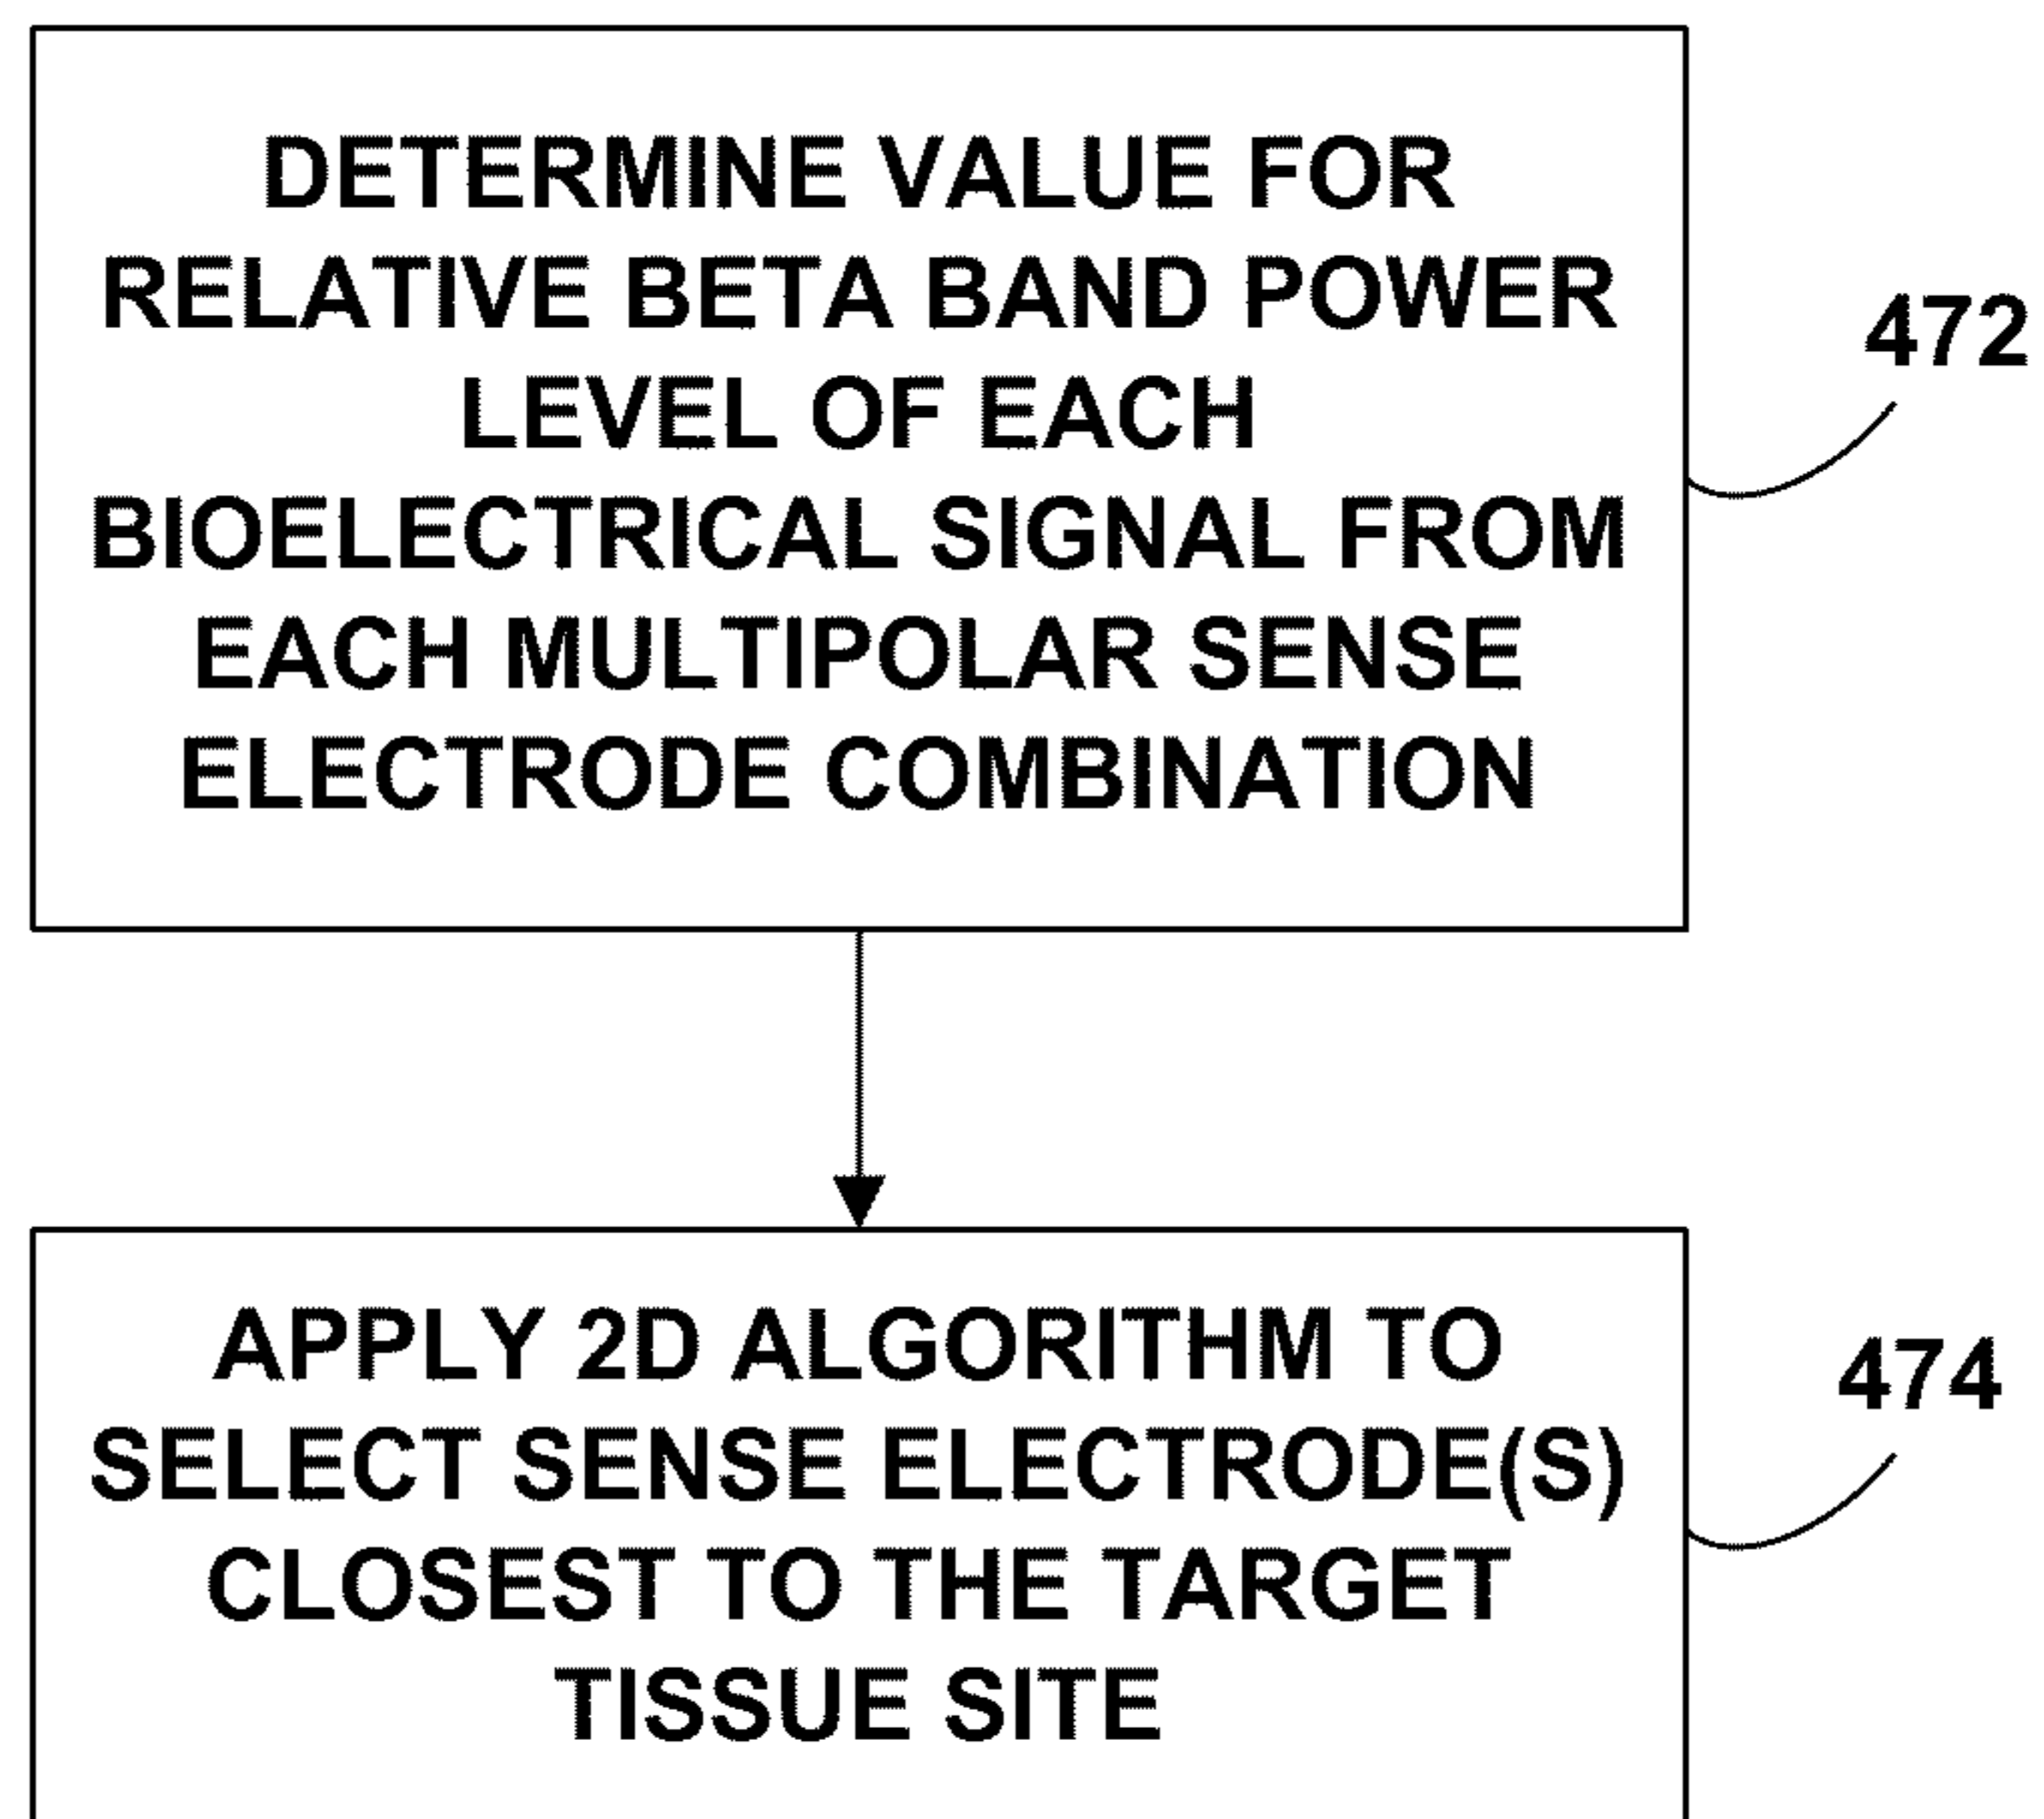 DETERMINE VALUE FOR
RELATIVE BETA BAND POWER
LEVEL OF EACH
BIOELECTRICAL SIGNAL FROM
EACH MULTIPOLAR SENSE
ELECTRODE COMBINATION
472
APPLY 2D ALGORITHM TO
SELECT SENSE ELECTRODE(S)
CLOSEST TO THE TARGET
TISSUE SITE
474